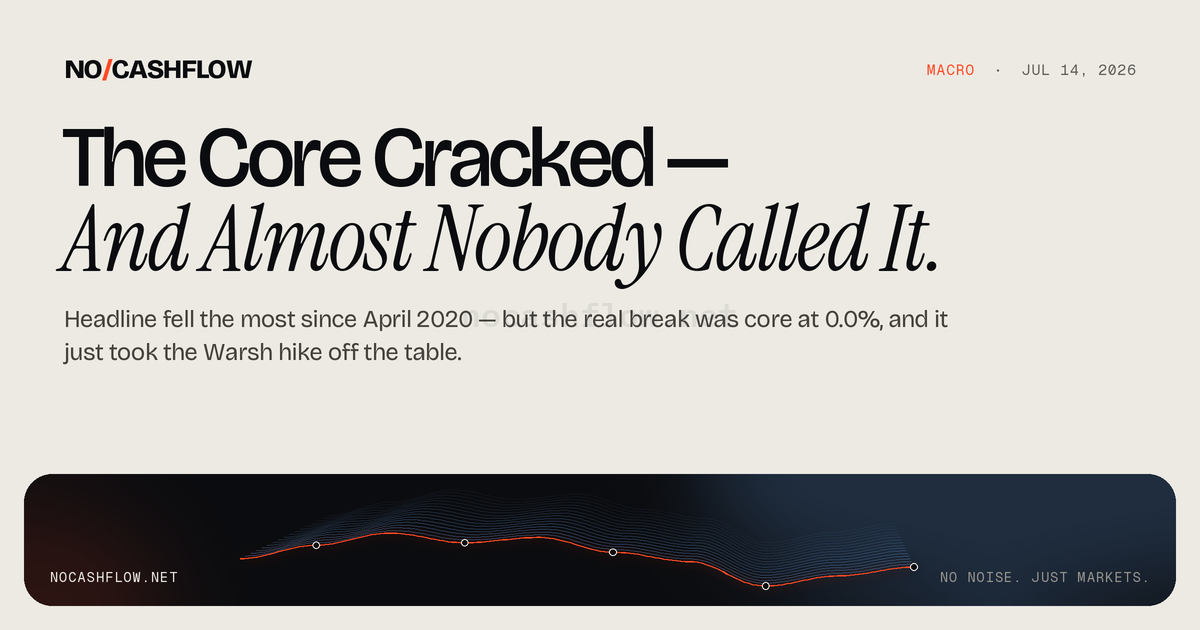 NO/CASHFLOW
MACRO · JUL 14, 2026
The Core Cracked —
And Almost Nobody Called It.
Headline fell the most since April 2020 — but the real break was core at 0.0%, and it
just took the Warsh hike off the table.
nocashflow.net
NOCASHFLOW.NET
NO NOISE. JUST MARKETS.